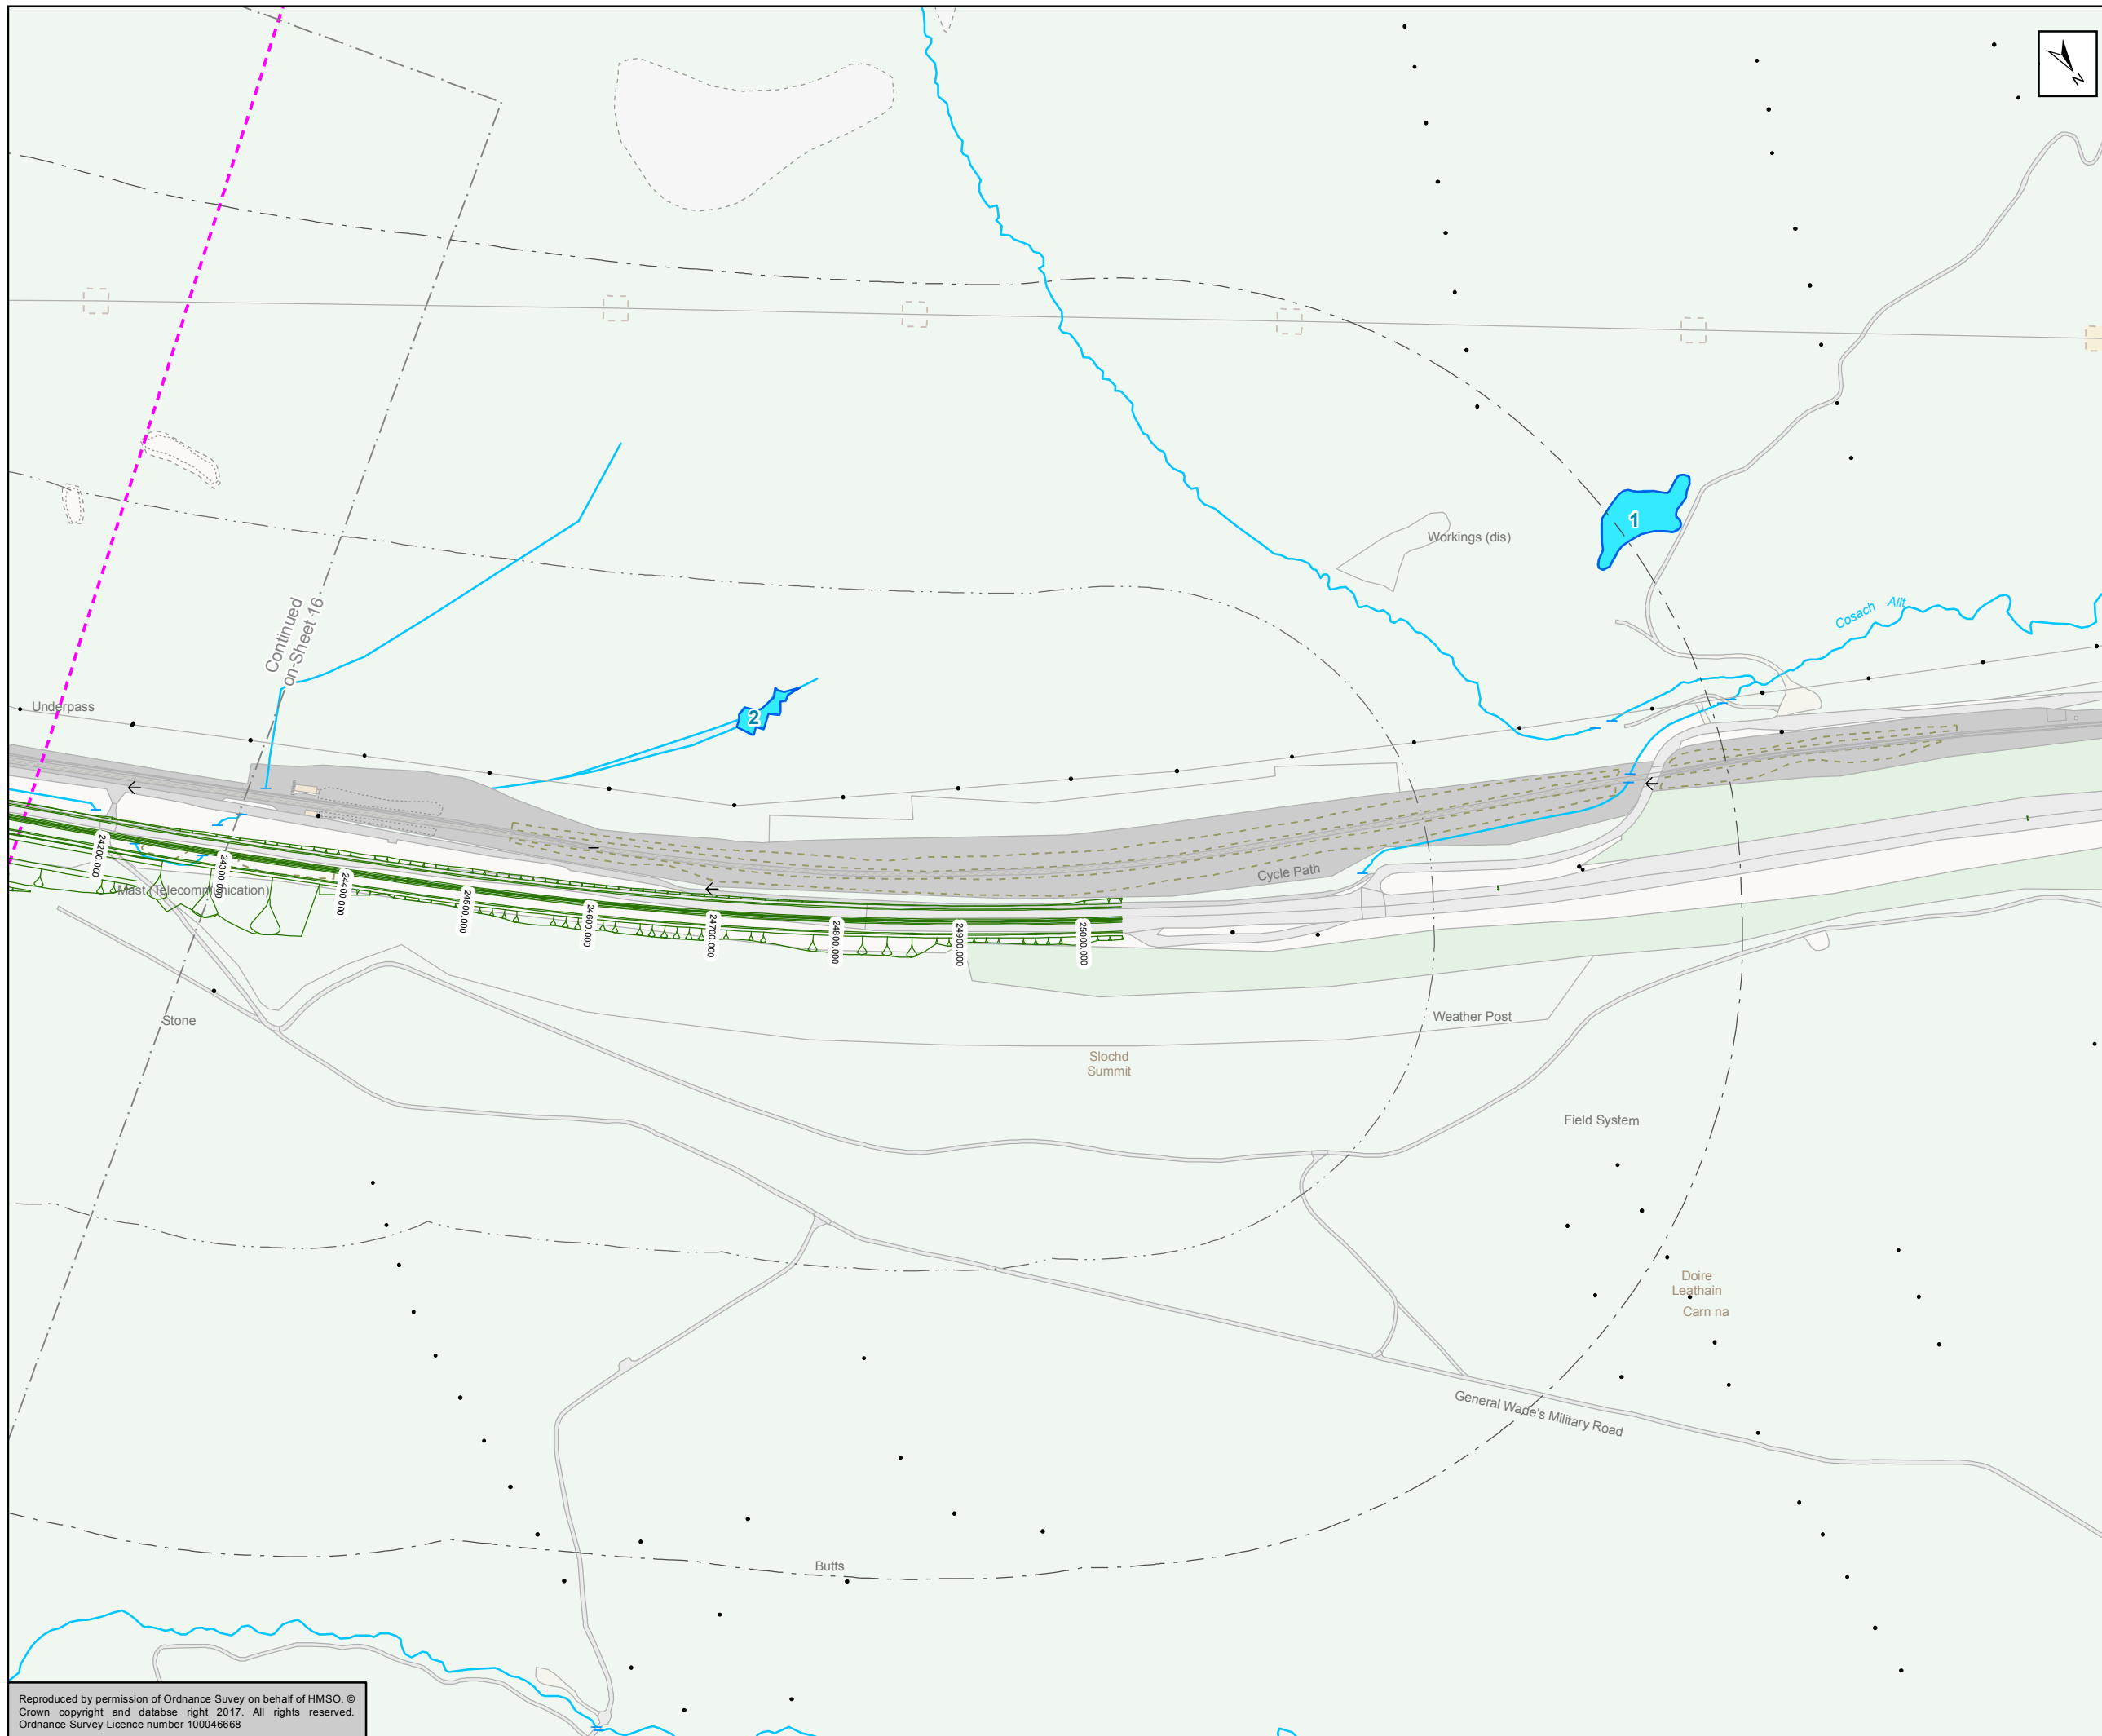 N
Workings (dis)
1
Cosach Allt
Continued
on Sheet 16
Underpass
2
24200.000
24300.000
24400.000
24500.000
24600.000
24700.000
24800.000
24900.000
25000.000
Mast (Telecommunication)
Cycle Path
Stone
Weather Post
Slochd
Summit
Field System
Doire
Leathain
Carn na
General Wade's Military Road
Butts
Reproduced by permission of Ordnance Suvey on behalf of HMSO. ©
Crown copyright and databse right 2017. All rights reserved.
Ordnance Survey Licence number 100046668